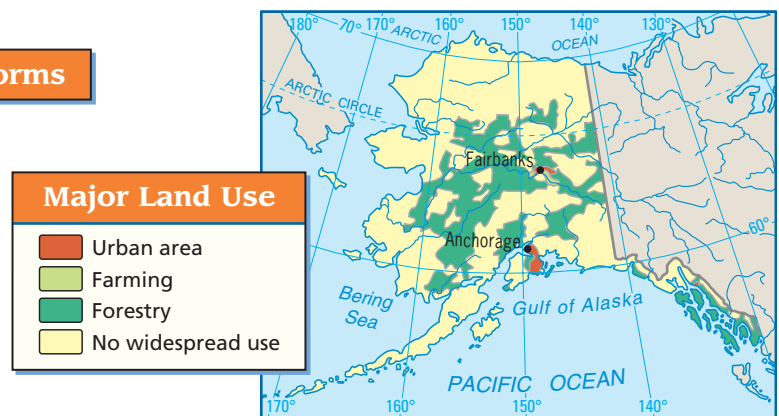 orms
Major Land Use
Urban area
Farming
Forestry
No widespread use
180° 70° 170° 160° 150° 140° 130°
ARCTIC OCEAN
ARCTIC CIRCLE
Fairbanks
60°
Anchorage
Bering
Sea
Gulf of Alaska
PACIFIC OCEAN
170° 160° 150° 140°